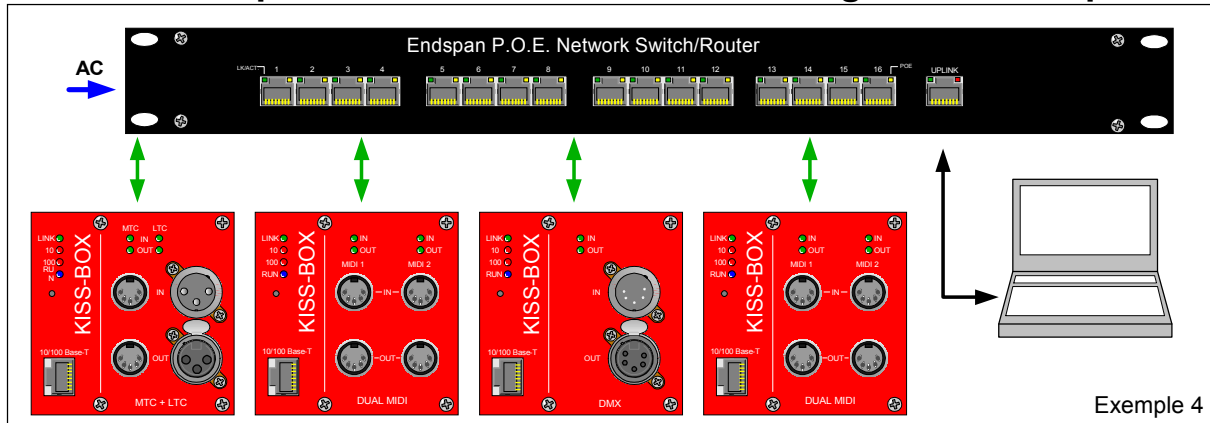 Endspan P.O.E. Network Switch/Router
AC
LK/ACT 1 2 3 4 5 6 7 8 9 10 11 12 13 14 15 16 POE UPLINK
KISS-BOX
LINK
10
100
RU
N
MTC LTC
IN
OUT
IN
OUT
10/100 Base-T
MTC + LTC
KISS-BOX
LINK
10
100
RUN
IN IN
OUT OUT
MIDI 1 MIDI 2
IN
OUT
10/100 Base-T
DUAL MIDI
KISS-BOX
LINK
10
100
RUN
IN
OUT
IN
OUT
10/100 Base-T
DMX
KISS-BOX
LINK
10
100
RUN
IN IN
OUT OUT
MIDI 1 MIDI 2
IN
OUT
10/100 Base-T
DUAL MIDI
Exemple 4